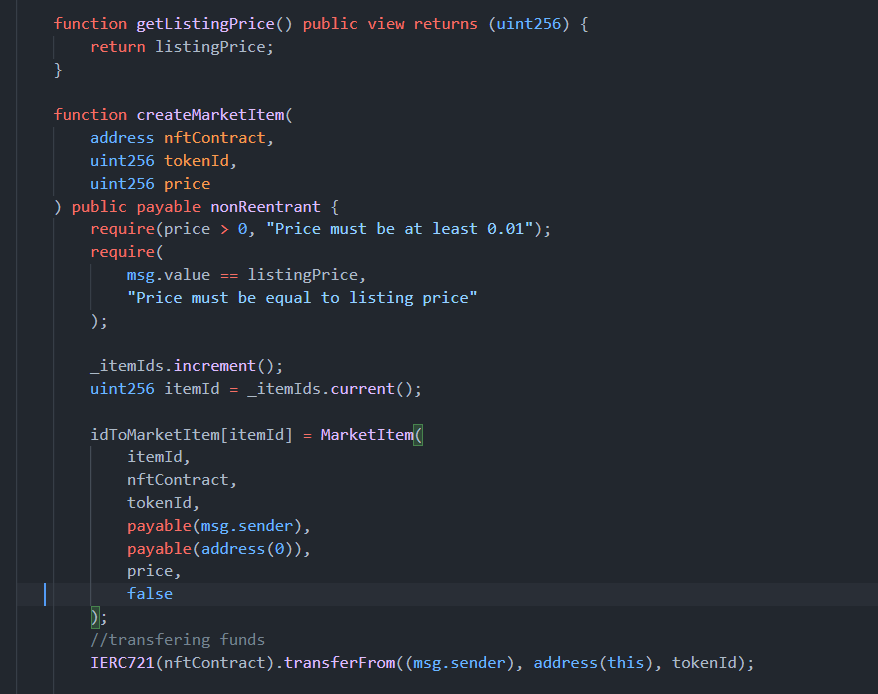 function getListingPrice() public view returns (uint256) {
return listingPrice;
}
function createMarketItem(
address nftContract,
uint256 tokenId,
uint256 price
) public payable nonReentrant {
require(price > 0, "Price must be at least 0.01");
require(
msg.value == listingPrice,
"Price must be equal to listing price"
);
_itemIds.increment();
uint256 itemId = _itemIds.current();
idToMarketItem[itemId] = MarketItem(
itemId,
nftContract,
tokenId,
payable(msg.sender),
payable(address(0)),
price,
false
);
//transfering funds
IERC721(nftContract).transferFrom((msg.sender), address(this), tokenId);